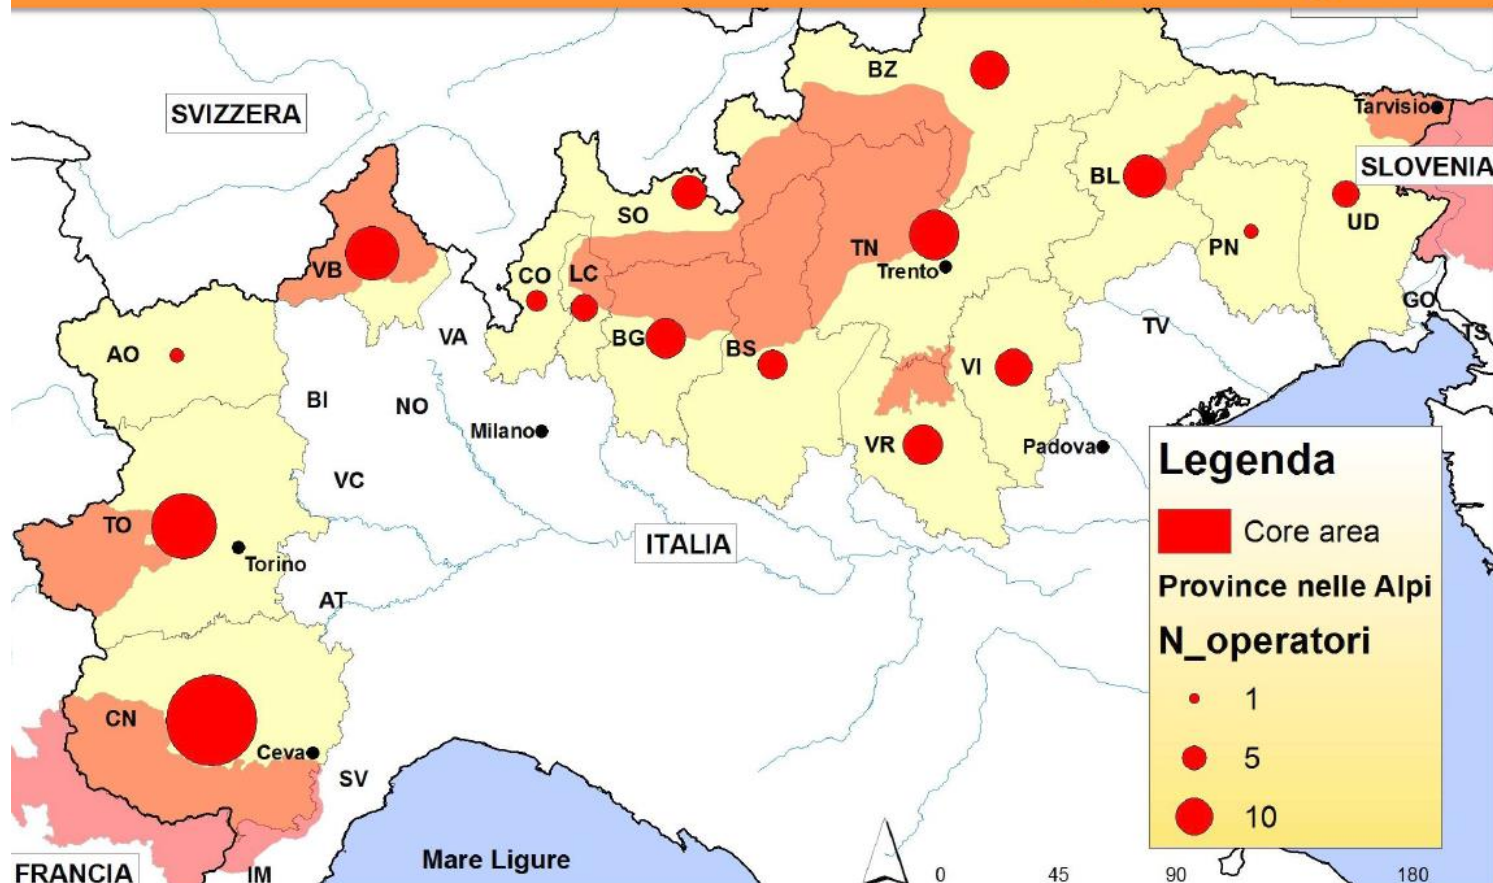 BZ
SVIZZERA
Tarvisio
SLOVENIA
BL
SO
UD
TN
PN
VB
Trento
CO
LC
GO
TS
TV
VA
BG
BS
AO
VI
BI
NO
Milano
VR
Padova
VC
Legenda
Core area
TO
ITALIA
Torino
Province nelle Alpi
AT
N_operatori
1
CN
Ceva
5
SV
10
Mare Ligure
FRANCIA
IM
0 45 90 180